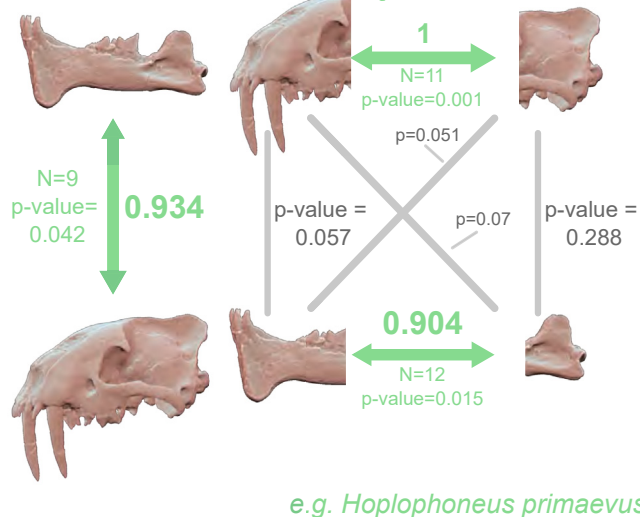 1
N=11
p-value=0.001
p=0.051
N=9
p-value=
0.042
0.934
p-value =
0.057
p=0.07
p-value =
0.288
0.904
N=12
p-value=0.015
e.g. Hoplophoneus primaevus